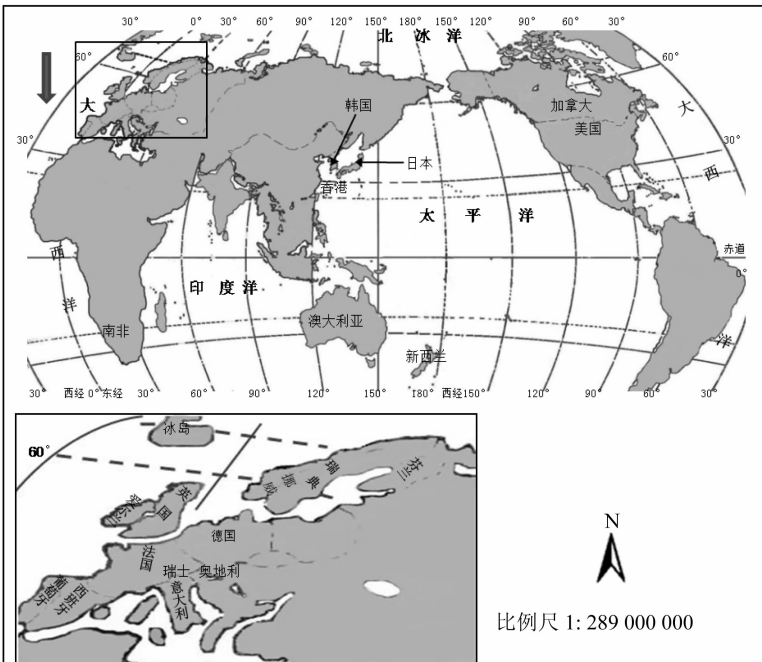 30° 0° 30° 60° 90° 120° 150° 180° 150° 120° 90° 60° 30°
北 冰 洋
60° 60°
大 韩国 加拿大 大
美国
30° 30°
日本 西
香港
太 平 洋
西 赤道
0°
印 度 洋
洋
南非 澳大利亚 洋
新西兰
30° 西经 0° 东经 30° 60° 90° 120° 150° 180° 西经150° 120° 90° 60° 30°
冰岛
60°
挪威
瑞典
芬兰
英国
爱尔兰
德国
法国
瑞士 奥地利
葡萄牙
西班牙
意大利
N
比例尺 1: 289 000 000